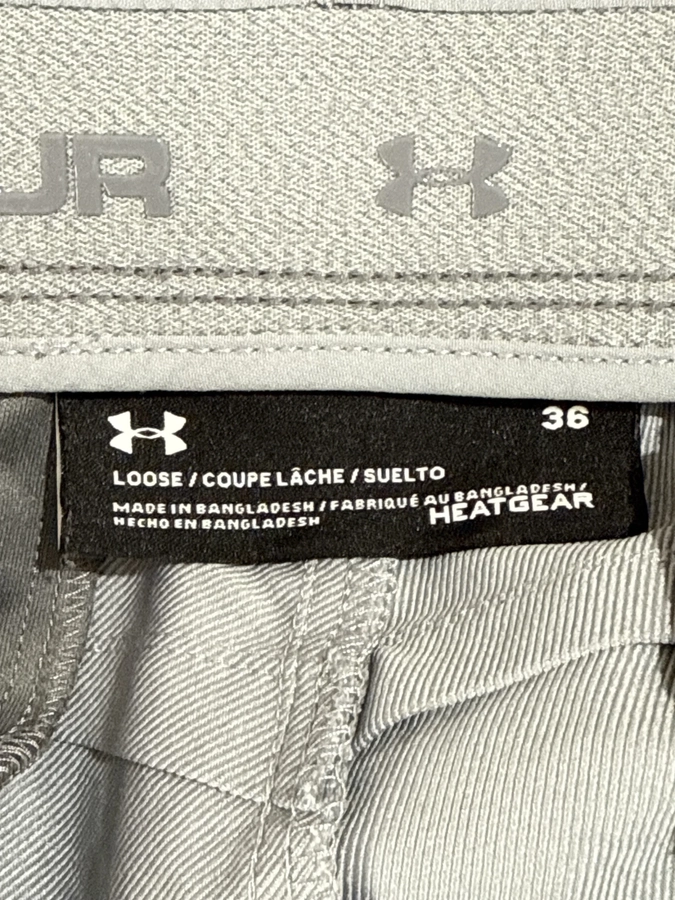 UR
36
LOOSE / COUPE LÂCHE / SUELTO
MADE IN BANGLADESH / FABRIQUÉ AU BANGLADESH /
HECHO EN BANGLADESH
HEATGEAR